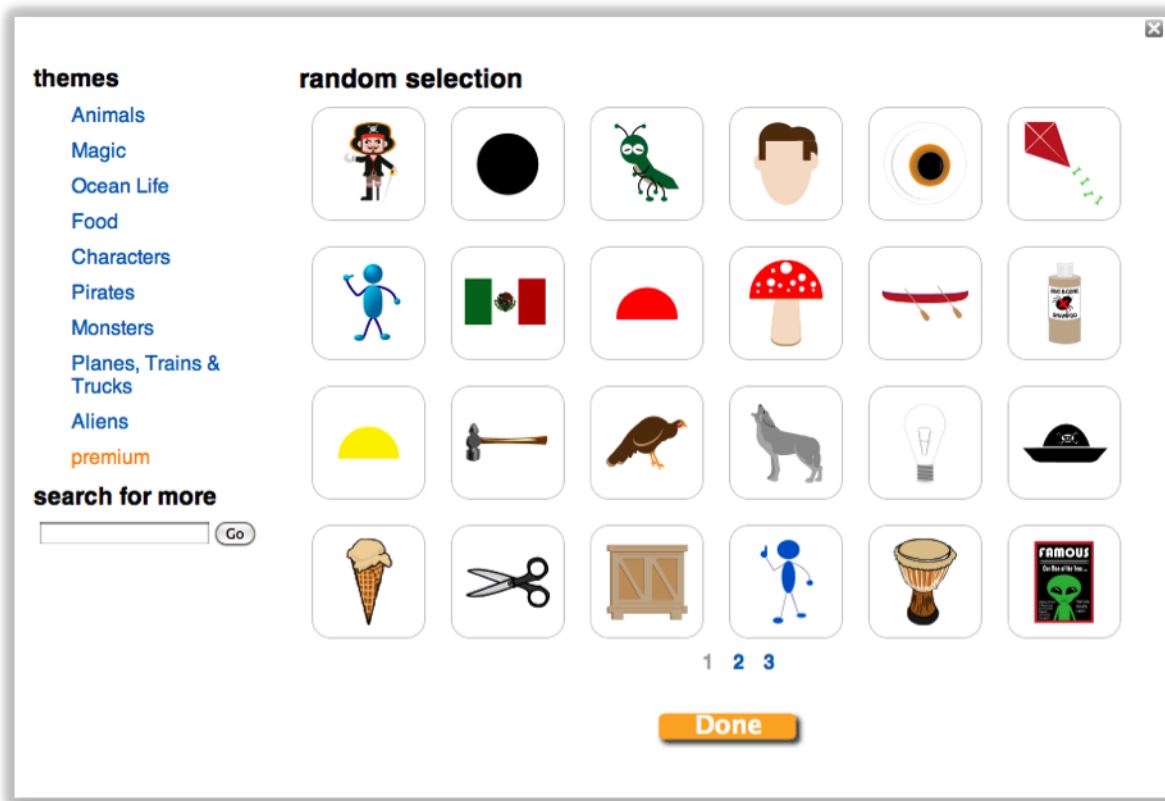 themes
Animals
Magic
Ocean Life
Food
Characters
Pirates
Monsters
Planes, Trains &
Trucks
Aliens
premium
search for more
Go
random selection
SHAMPOO
FAMOUS
1 2 3
Done